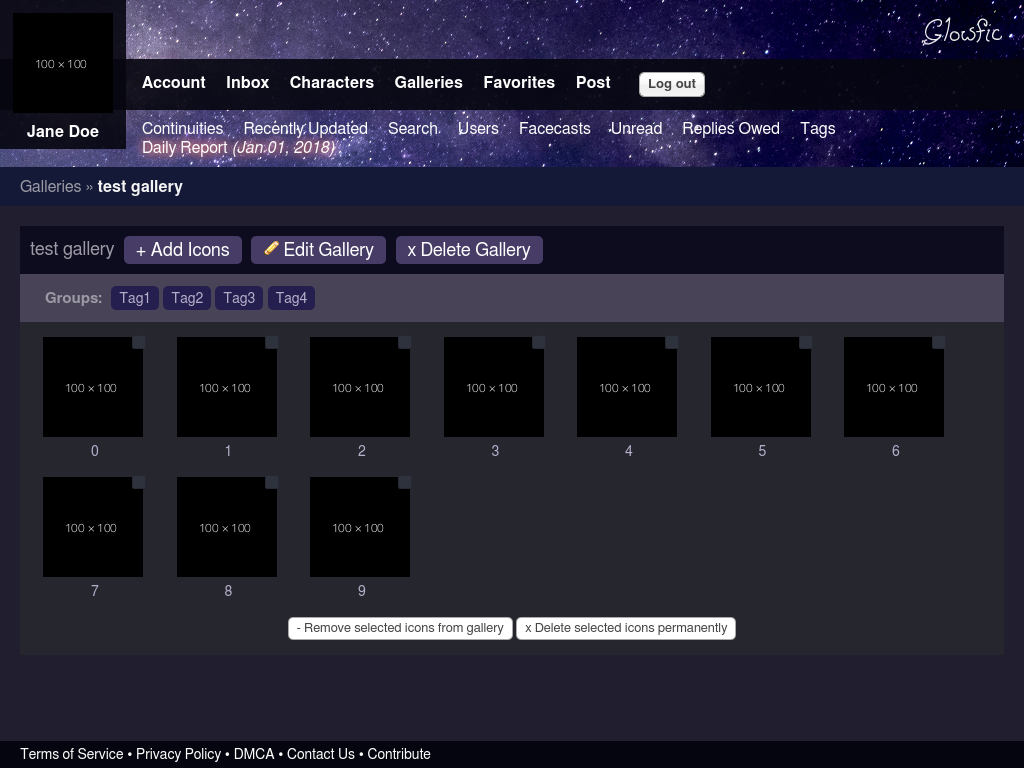 100 × 100
Glowfic
Account Inbox Characters Galleries Favorites Post Log out
Jane Doe
Continuities Recently Updated Search Users Facecasts Unread Replies Owed Tags
Daily Report (Jan 01, 2018)
Galleries » test gallery
test gallery + Add Icons Edit Gallery x Delete Gallery
Groups: Tag1 Tag2 Tag3 Tag4
100 × 100 100 × 100 100 × 100 100 × 100 100 × 100 100 × 100 100 × 100
0 1 2 3 4 5 6
100 × 100 100 × 100 100 × 100
7 8 9
- Remove selected icons from gallery x Delete selected icons permanently
Terms of Service • Privacy Policy • DMCA • Contact Us • Contribute